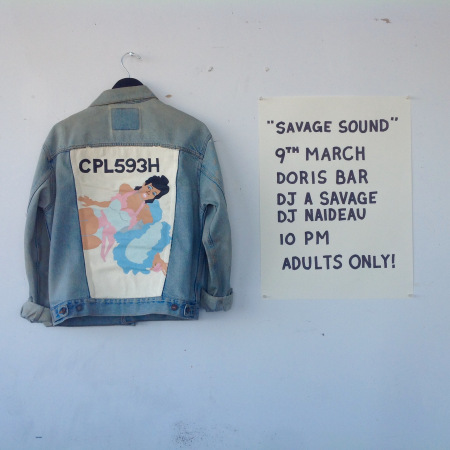 CPL593H
"SAVAGE SOUND"
9TH MARCH
DORIS BAR
DJ A SAVAGE
DJ NAIDEAU
10 PM
ADULTS ONLY!